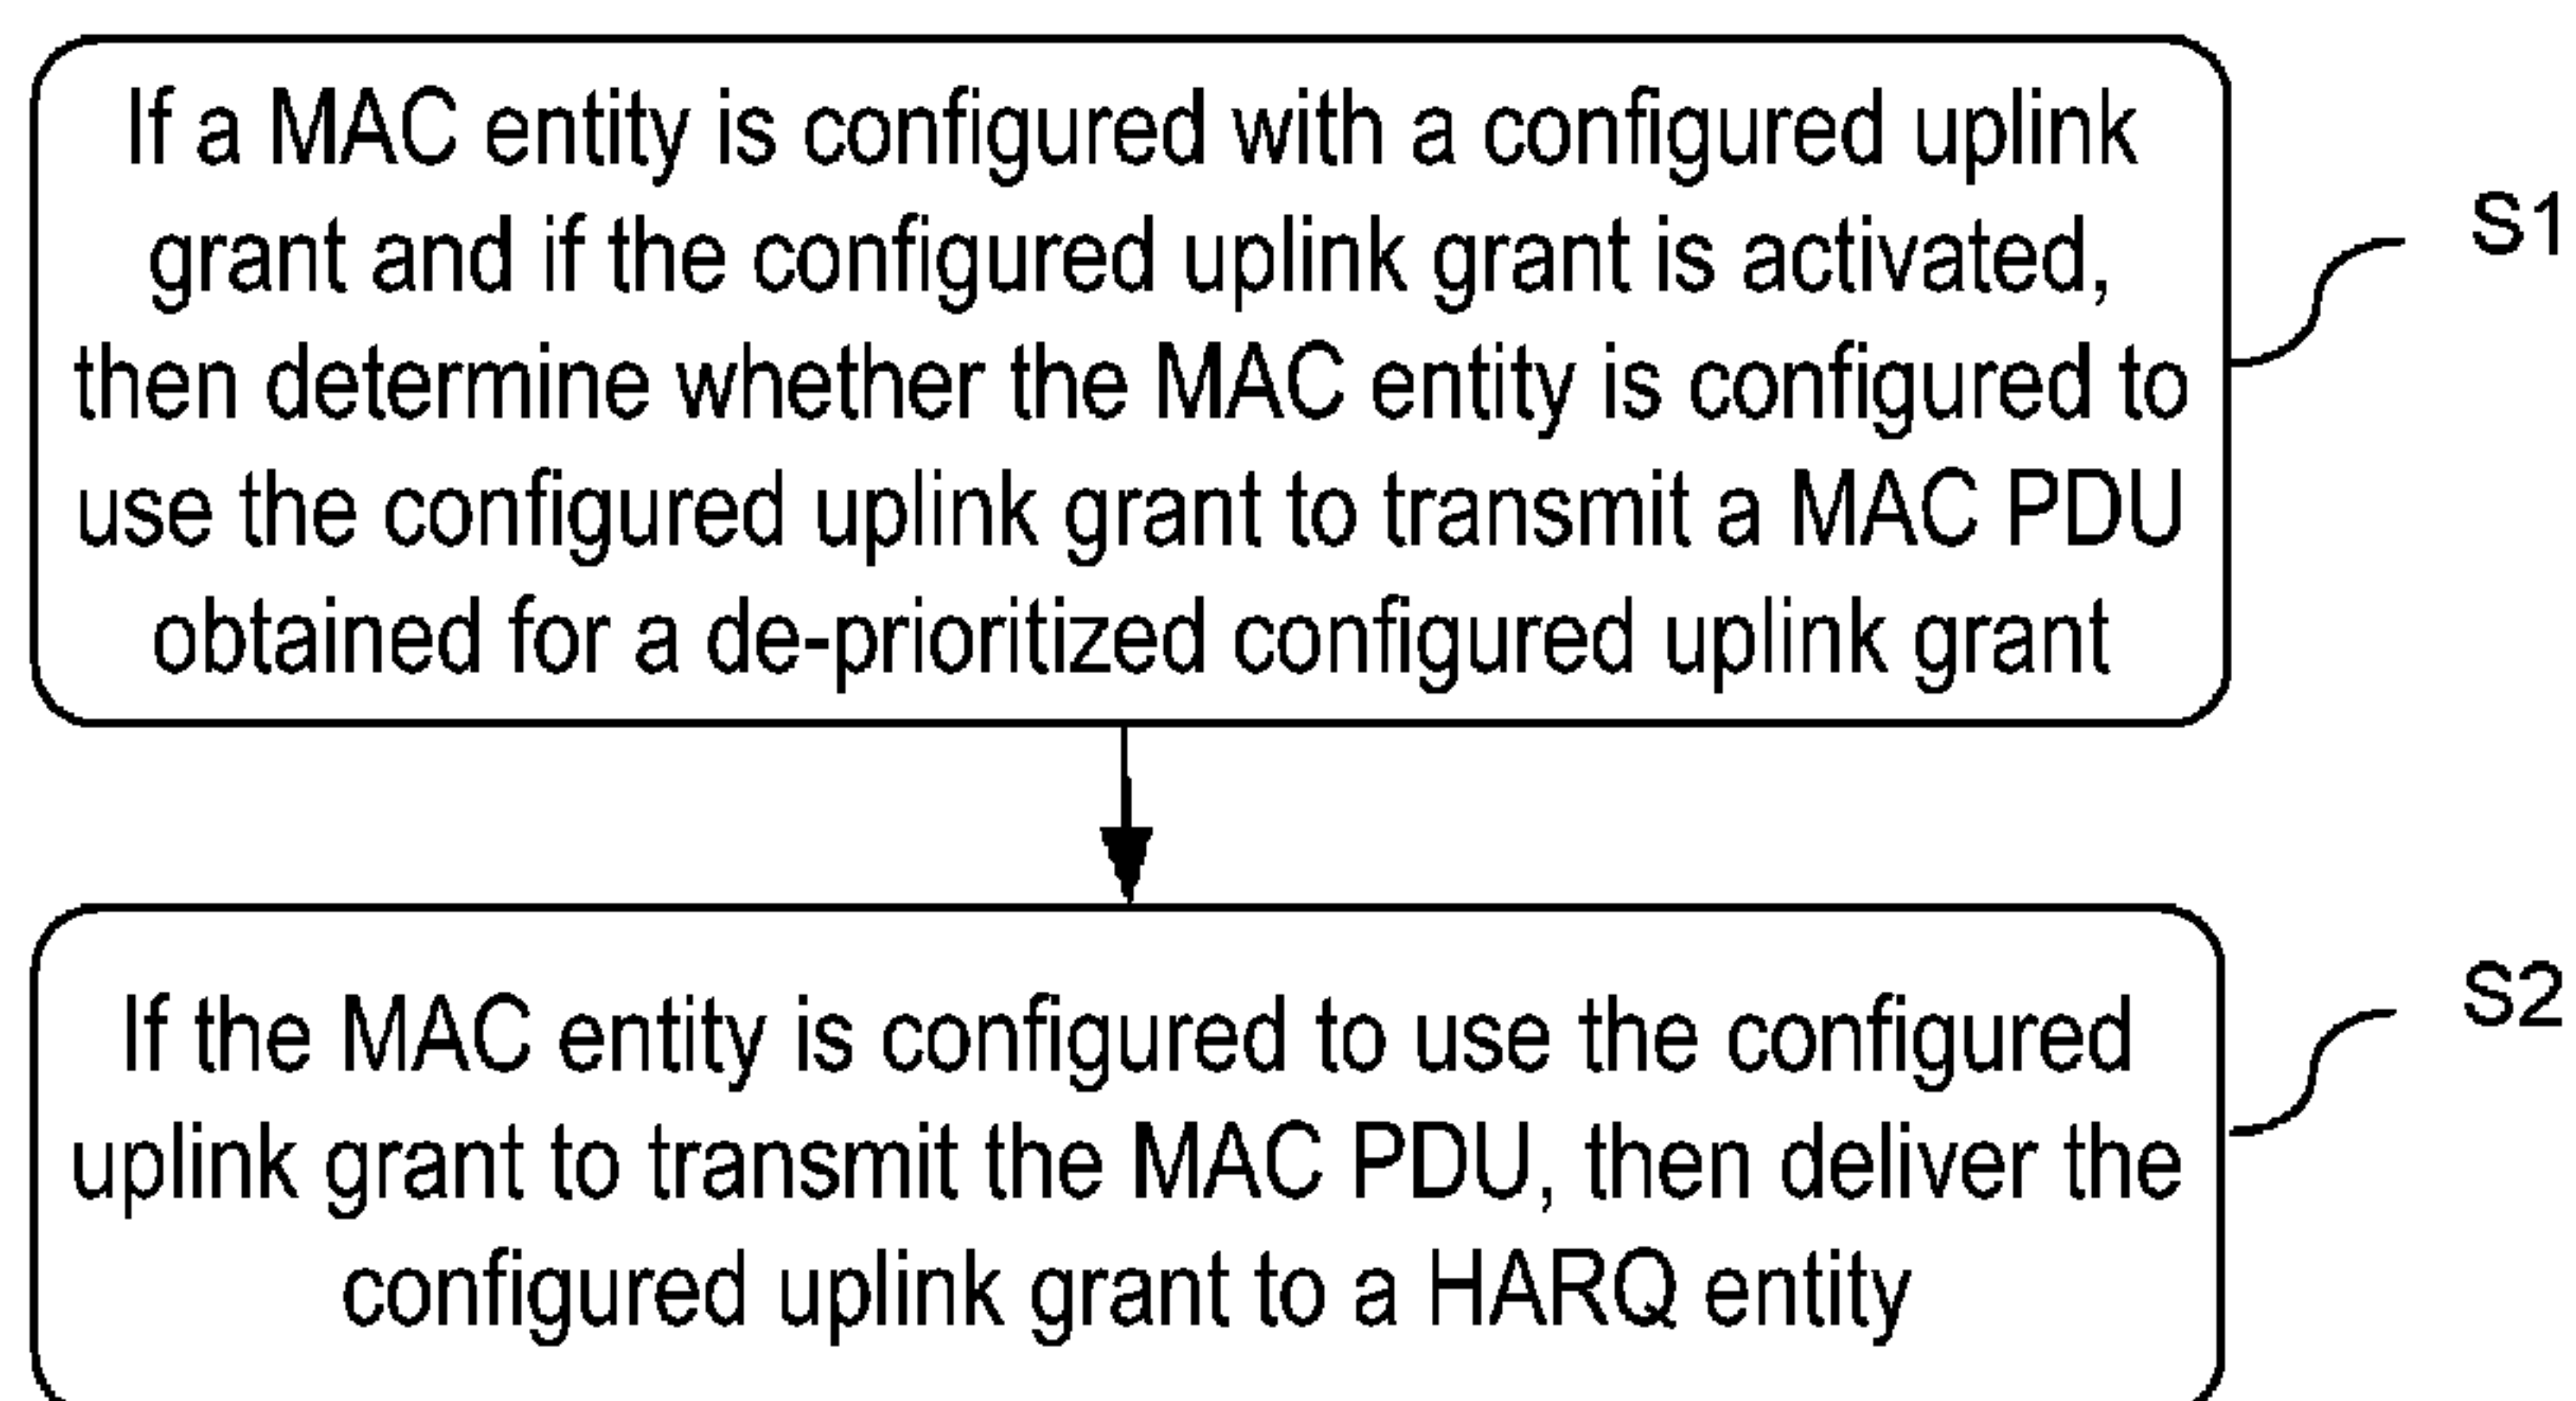 If a MAC entity is configured with a configured uplink
grant and if the configured uplink grant is activated,
then determine whether the MAC entity is configured to
use the configured uplink grant to transmit a MAC PDU
obtained for a de-prioritized configured uplink grant
S1
If the MAC entity is configured to use the configured
uplink grant to transmit the MAC PDU, then deliver the
configured uplink grant to a HARQ entity
S2